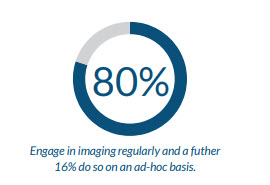 80%
Engage in imaging regularly and a futher
16% do so on an ad-hoc basis.